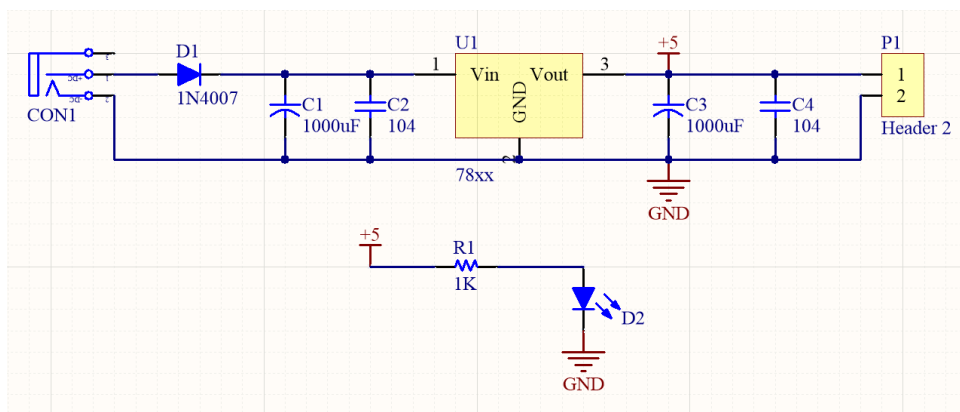 D1
1N4007
CON1
C1
1000uF
C2
104
U1
1
Vin
Vout
3
GND
2
78xx
+5
C3
1000uF
C4
104
P1
1
2
Header 2
GND
+5
R1
1K
D2
GND